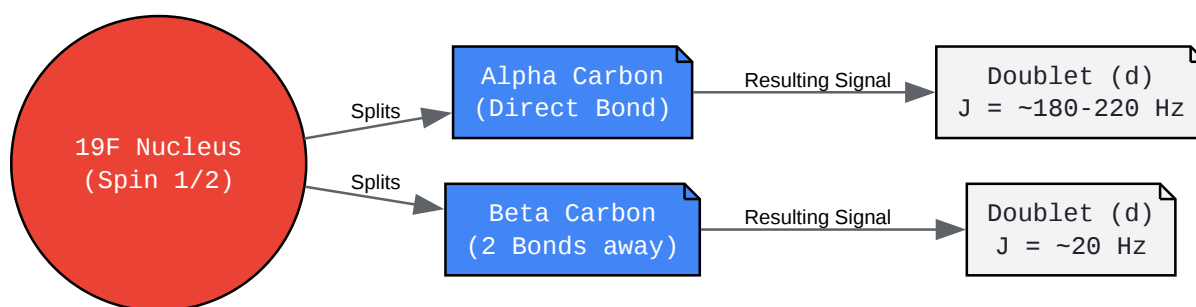 19F Nucleus
(Spin 1/2)
Splits
Alpha Carbon
(Direct Bond)
Resulting Signal
Doublet (d)
J = ~180-220 Hz
Splits
Beta Carbon
(2 Bonds away)
Resulting Signal
Doublet (d)
J = ~20 Hz